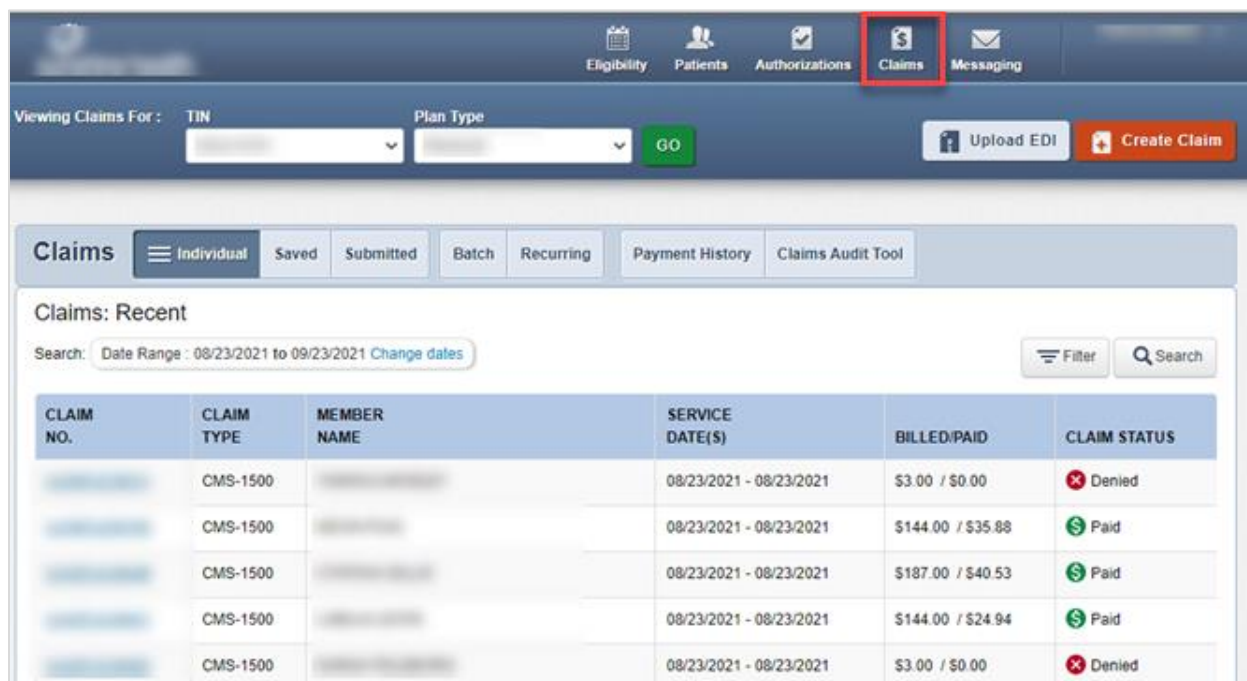 Eligibility Patients Authorizations Claims Messaging
Viewing Claims For : TIN Plan Type
GO Upload EDI Create Claim
Claims Individual Saved Submitted Batch Recurring Payment History Claims Audit Tool
Claims: Recent
Search: Date Range : 08/23/2021 to 09/23/2021 Change dates Filter Search
CLAIM NO. CLAIM TYPE MEMBER NAME SERVICE DATE(S) BILLED/PAID CLAIM STATUS
CMS-1500 08/23/2021 - 08/23/2021 $3.00 / $0.00 Denied
CMS-1500 08/23/2021 - 08/23/2021 $144.00 / $35.88 Paid
CMS-1500 08/23/2021 - 08/23/2021 $187.00 / $40.53 Paid
CMS-1500 08/23/2021 - 08/23/2021 $144.00 / $24.94 Paid
CMS-1500 08/23/2021 - 08/23/2021 $3.00 / $0.00 Denied